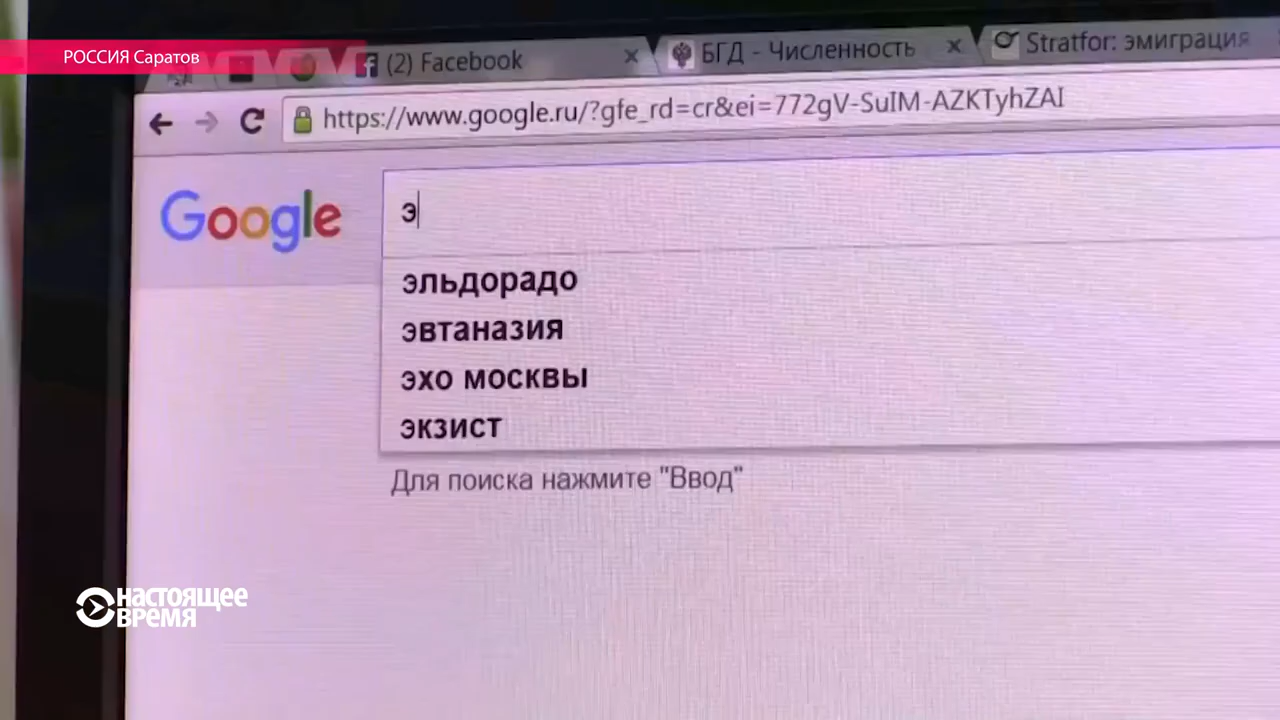 РОССИЯ Саратов
(2) Facebook
БГД - Численность
Stratfor: эмиграция
https://www.google.ru/?gfe_rd=cr&ei=772gV-SuIM-AZKTyhZAI
Google
э
эльдорадо
эвтаназия
эхо москвы
экзист
Для поиска нажмите "Ввод"
НАСТОЯЩЕЕ
ВРЕМЯ